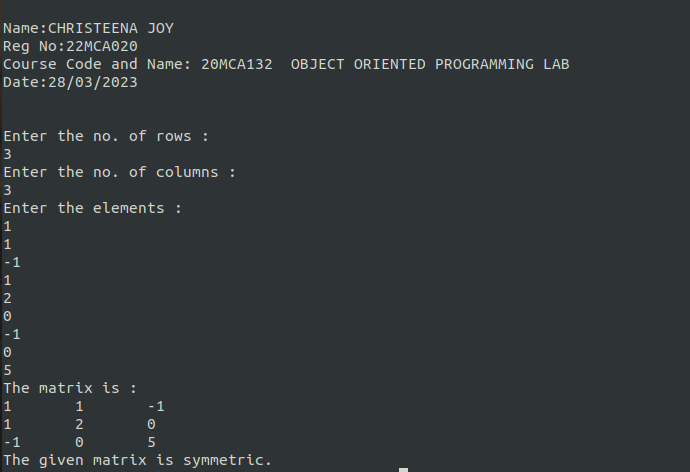 Name:CHRISTEENA JOY
Reg No:22MCA020
Course Code and Name: 20MCA132  OBJECT ORIENTED PROGRAMMING LAB
Date:28/03/2023
Enter the no. of rows :
3
Enter the no. of columns :
3
Enter the elements :
1
1
-1
1
2
0
-1
0
5
The matrix is :
1       1       -1
1       2       0
-1      0       5
The given matrix is symmetric.